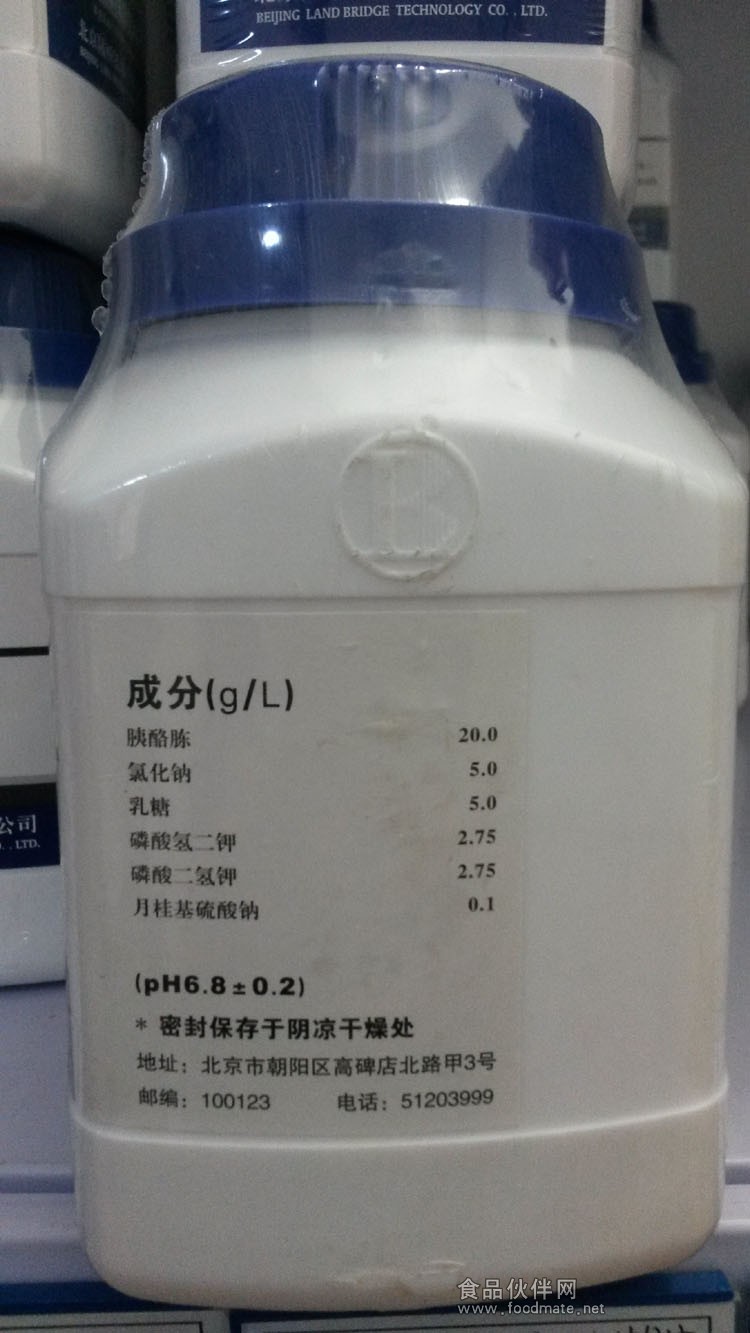 BEIJING LAND BRIDGE TECHNOLOGY CO. , LTD.
成分(g/L)
胰酪胨 20.0
氯化钠 5.0
乳糖 5.0
磷酸氢二钾 2.75
磷酸二氢钾 2.75
月桂基硫酸钠 0.1
(pH6.8±0.2)
* 密封保存于阴凉干燥处
地址：北京市朝阳区高碑店北路甲3号
邮编：100123 电话：51203999
公司
. , LTD.
食品伙伴网
www.foodmate.net